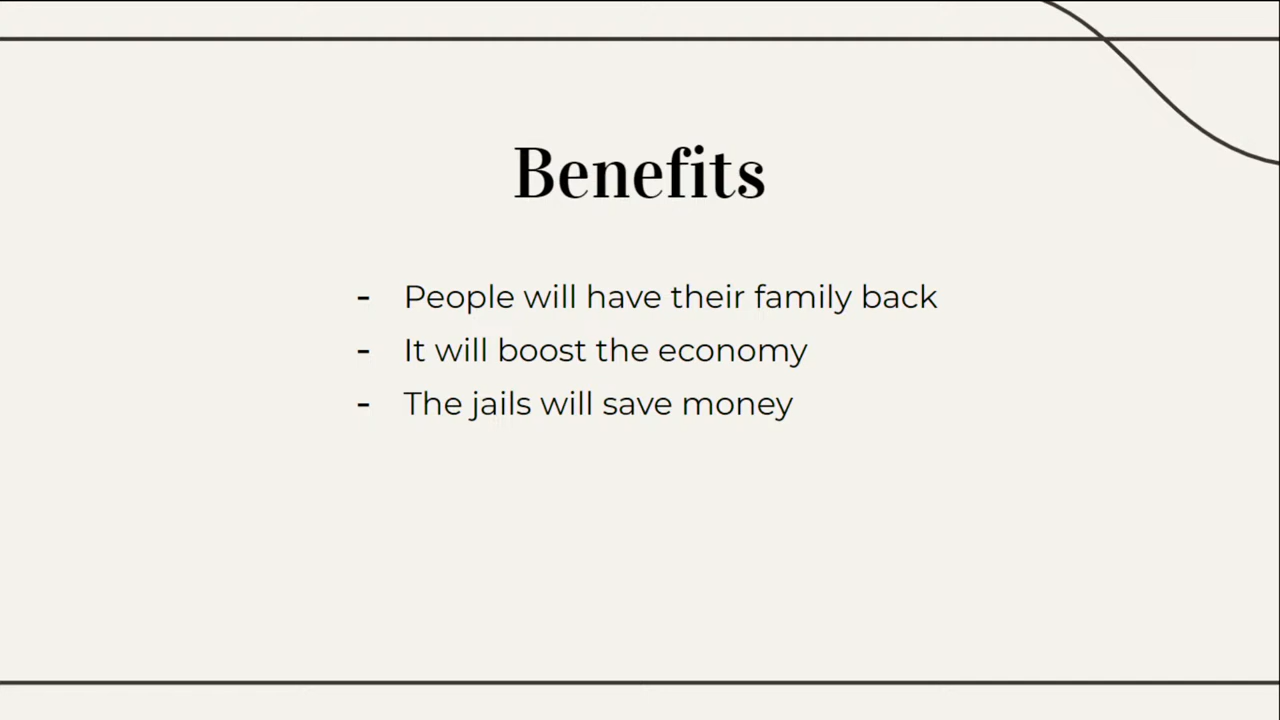 Benefits
- People will have their family back
- It will boost the economy
- The jails will save money